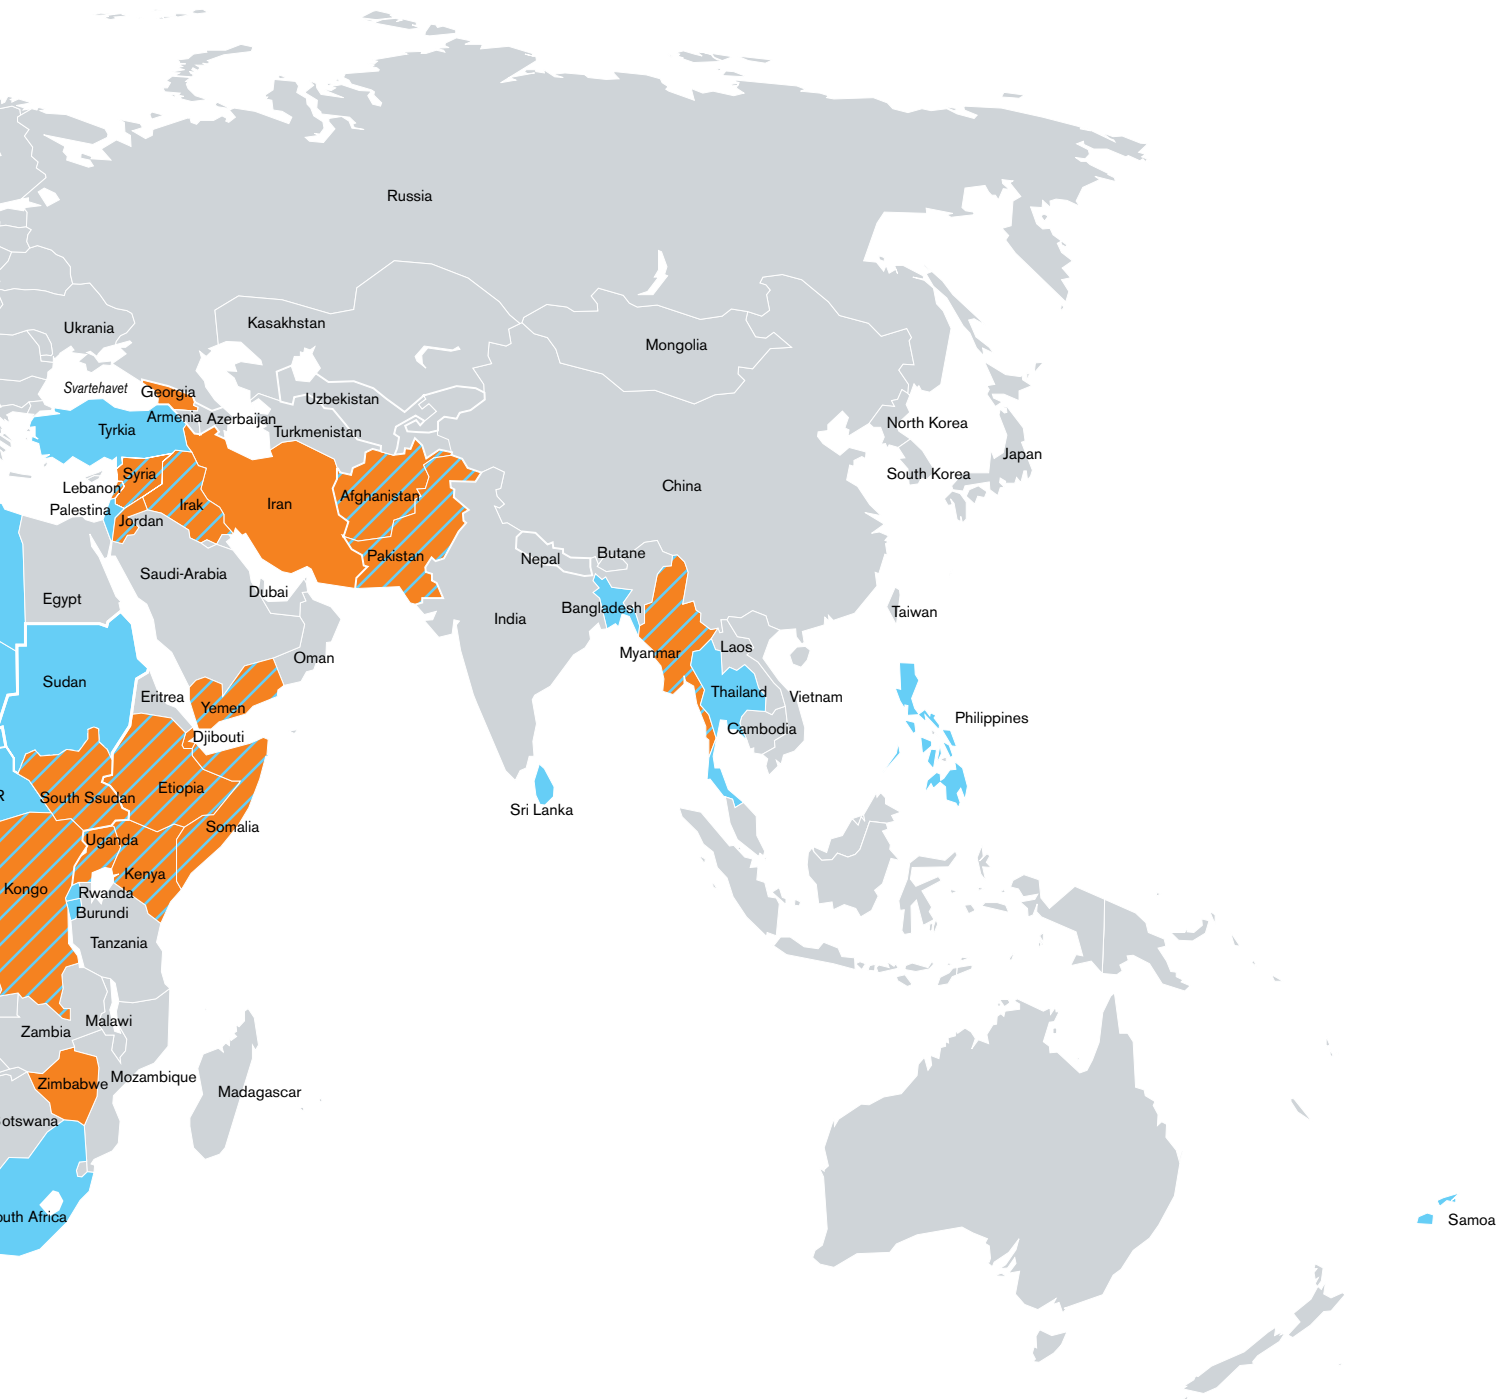 Russia
Ukrania
Kasakhstan
Mongolia
Svartehavet
Georgia
Uzbekistan
Armenia
Azerbaijan
Tyrkia
Turkmenistan
North Korea
Japan
South Korea
Syria
Lebanon
China
Afghanistan
Irak
Iran
Palestina
Jordan
Pakistan
Nepal
Butane
Saudi-Arabia
Dubai
Egypt
Bangladesh
Taiwan
India
Laos
Myanmar
Oman
Sudan
Eritrea
Thailand
Vietnam
Yemen
Philippines
Cambodia
Djibouti
Etiopia
R
South Ssudan
Sri Lanka
Somalia
Uganda
Kenya
Kongo
Rwanda
Burundi
Tanzania
Malawi
Zambia
Mozambique
Zimbabwe
Madagascar
otswana
outh Africa
Samoa